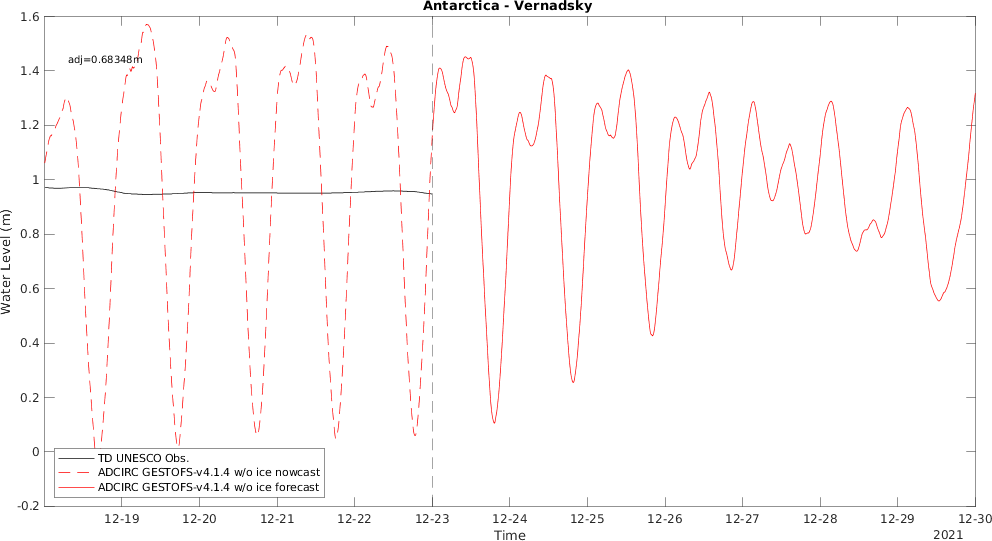 Antarctica - Vernadsky
adj=0.68348m
1.6
1.4
1.2
1
0.8
0.6
0.4
0.2
0
-0.2
Water Level (m)
TD UNESCO Obs.
ADCIRC GESTOFS-v4.1.4 w/o ice nowcast
ADCIRC GESTOFS-v4.1.4 w/o ice forecast
12-19 12-20 12-21 12-22 12-23 12-24 12-25 12-26 12-27 12-28 12-29 12-30
Time
2021